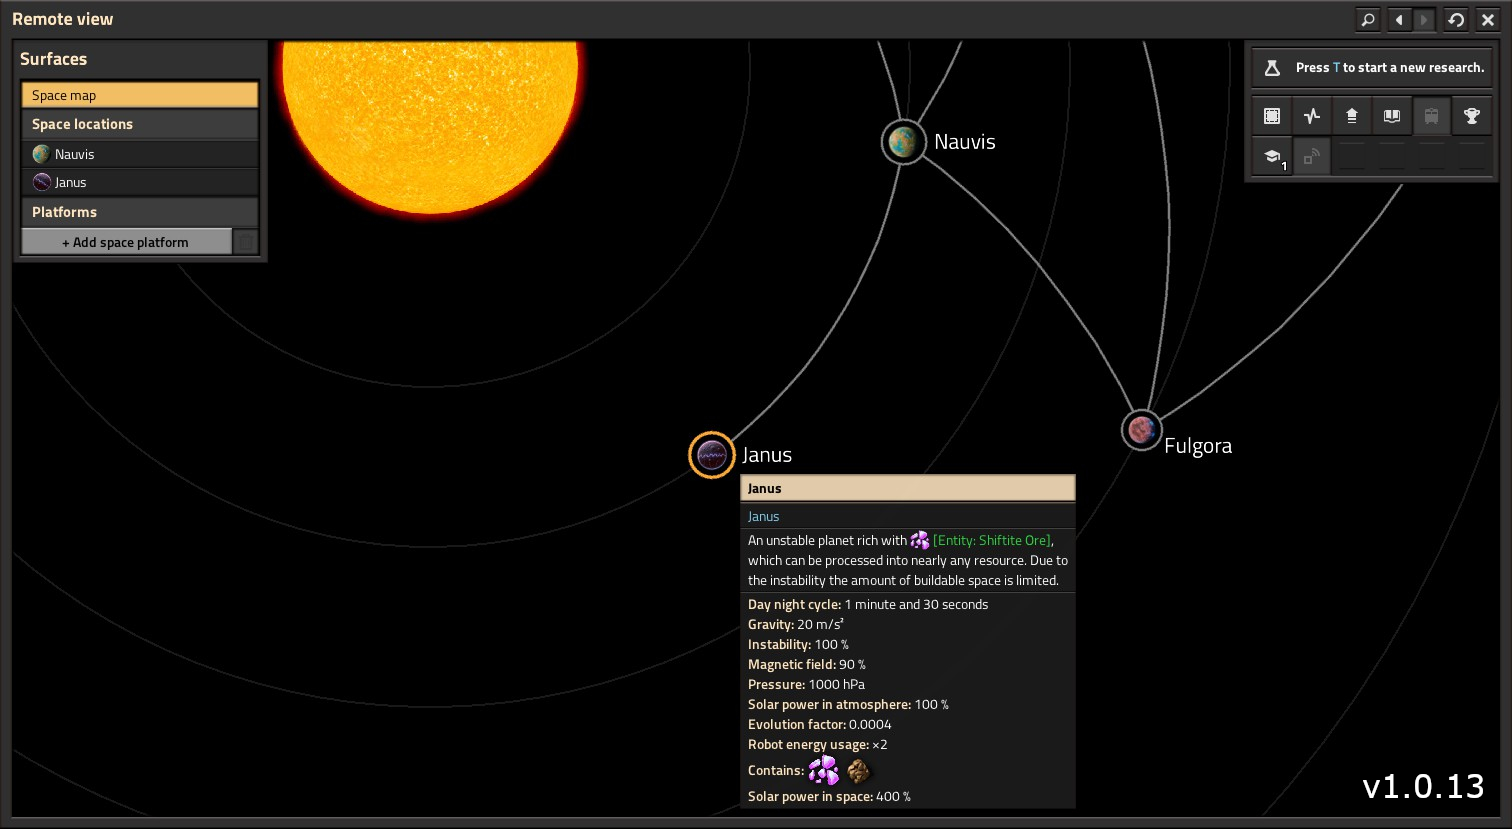 Remote view
Surfaces
Space map
Space locations
Nauvis
Janus
Platforms
+ Add space platform
Press T to start a new research.
1
Nauvis
Janus
Fulgora
Janus
Janus
An unstable planet rich with [Entity: Shiftite Ore],
which can be processed into nearly any resource. Due to
the instability the amount of buildable space is limited.
Day night cycle: 1 minute and 30 seconds
Gravity: 20 m/s²
Instability: 100 %
Magnetic field: 90 %
Pressure: 1000 hPa
Solar power in atmosphere: 100 %
Evolution factor: 0.0004
Robot energy usage: ×2
Contains:
Solar power in space: 400 %
v1.0.13